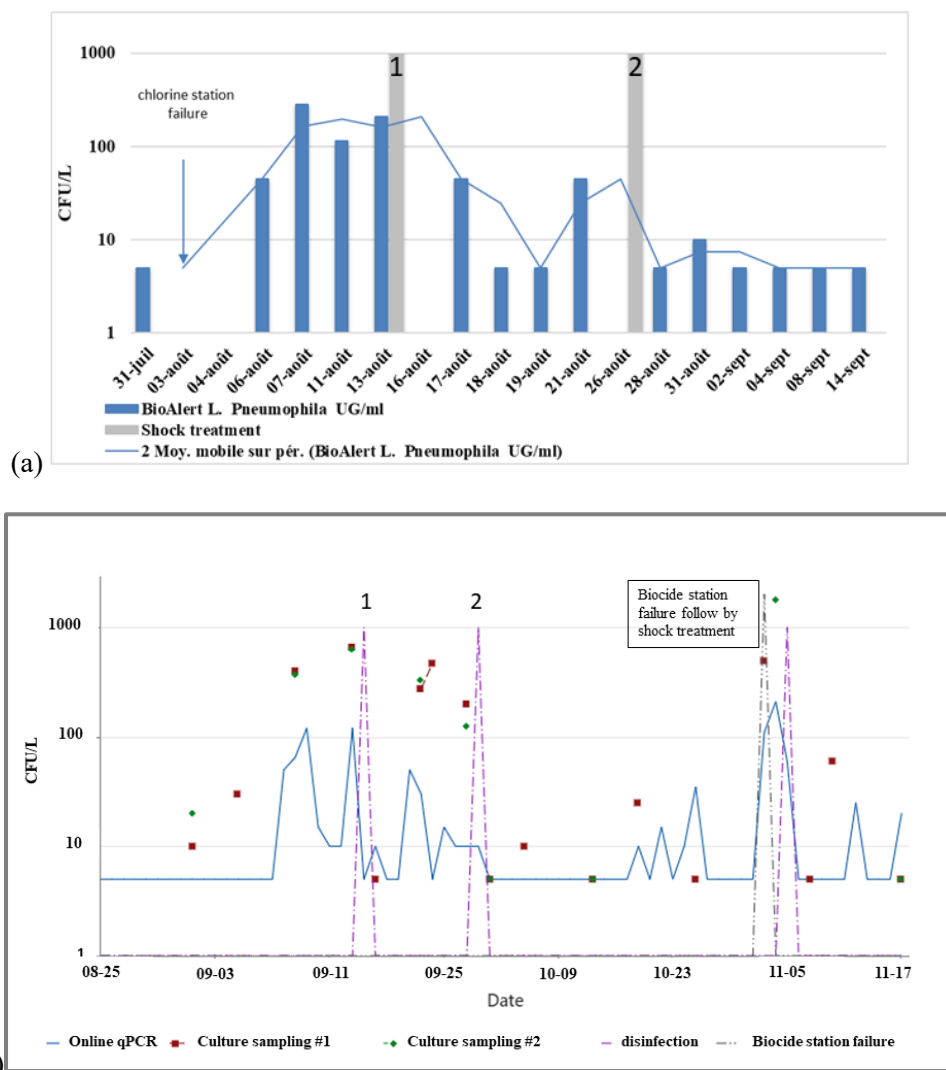 1000
100
10
1
CFU/L
chlorine station
failure
1
2
31-juil
03-août
04-août
06-août
07-août
11-août
13-août
16-août
17-août
18-août
19-août
21-août
26-août
28-août
31-août
02-sept
04-sept
08-sept
14-sept
BioAlert L. Pneumophila UG/ml
Shock treatment
2 Moy. mobile sur pér. (BioAlert L. Pneumophila UG/ml)
(a)
1000
100
10
1
CFU/L
1
2
Biocide station
failure follow by
shock treatment
08-25 09-03 09-11 09-25 10-09 10-23 11-05 11-17
Date
Online qPCR Culture sampling #1 Culture sampling #2 disinfection Biocide station failure
)